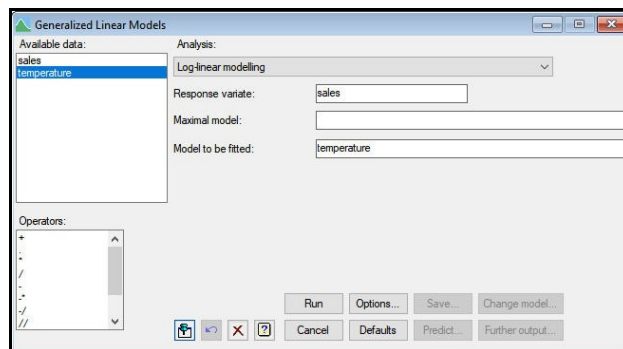 Generalized Linear Models
Available data:
sales
temperature
Analysis:
Log-linear modelling
Response variate:
sales
Maximal model:
Model to be fitted:
temperature
Operators:
+
.
*
/
-
-*
-/
//
Run
Options...
Save...
Change model...
Cancel
Defaults
Predict...
Further output...